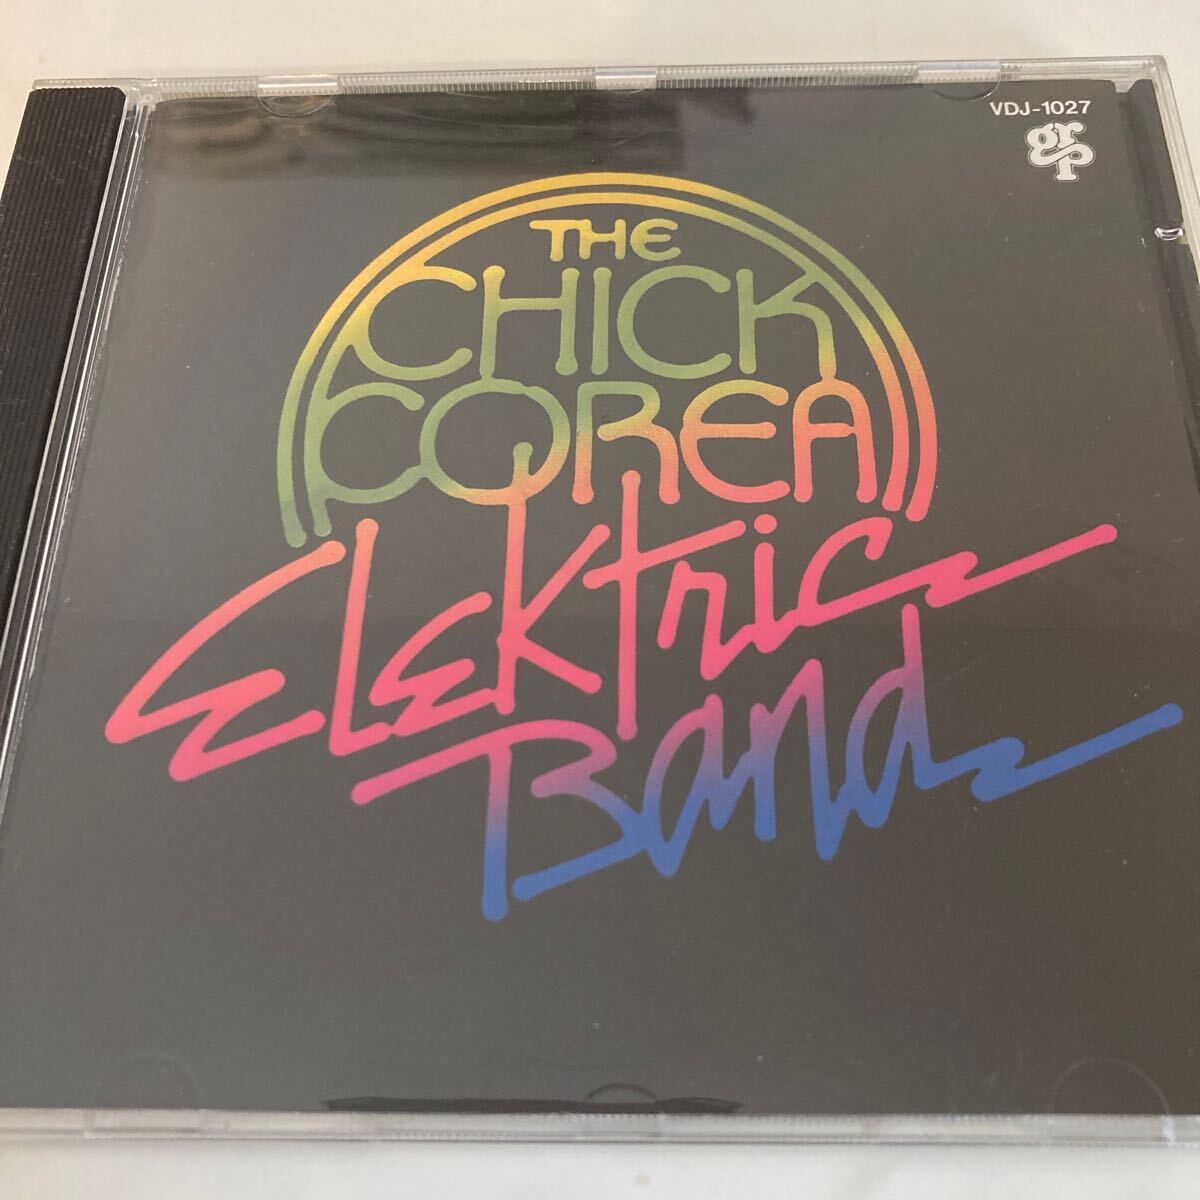 VDJ-1027
grp
THE
CHICK
COREA
Elektric
Band